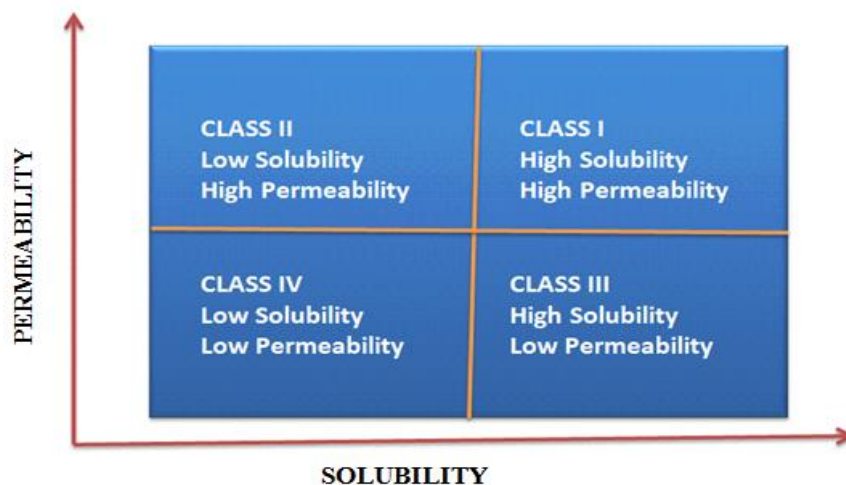 PERMEABILITY
CLASS II
Low Solubility
High Permeability
CLASS I
High Solubility
High Permeability
CLASS IV
Low Solubility
Low Permeability
CLASS III
High Solubility
Low Permeability
SOLUBILITY